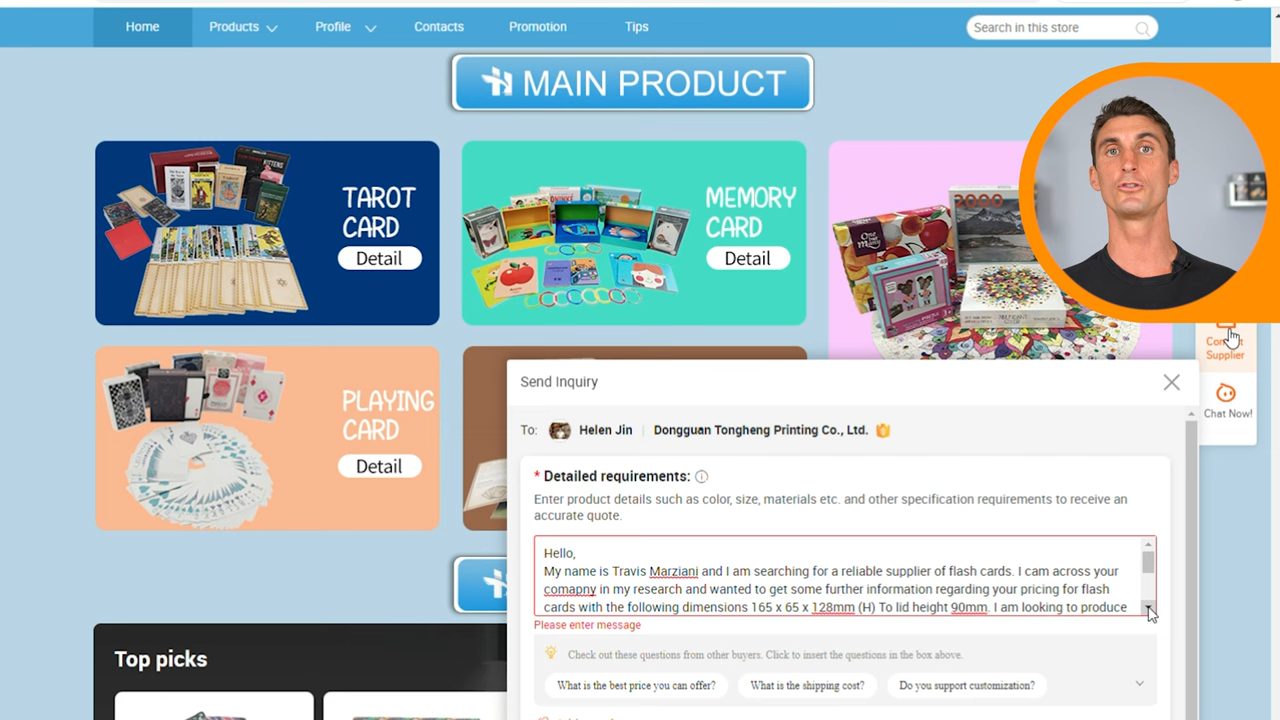 Home Products Profile Contacts Promotion Tips Search in this store
MAIN PRODUCT
TAROT
CARD
Detail
MEMORY
CARD
Detail
2000
One
Many
PLAYING
CARD
Detail
Supplier
Chat Now!
Send Inquiry
To: Helen Jin Dongguan Tongheng Printing Co., Ltd.
* Detailed requirements:
Enter product details such as color, size, materials etc. and other specification requirements to receive an
accurate quote.
Hello,
My name is Travis Marziani and I am searching for a reliable supplier of flash cards. I cam across your
comapny in my research and wanted to get some further information regarding your pricing for flash
cards with the following dimensions 165 x 65 x 128mm (H) To lid height 90mm. I am looking to produce
Please enter message
Check out these questions from other buyers. Click to insert the questions in the box above.
What is the best price you can offer? What is the shipping cost? Do you support customization?
Top picks